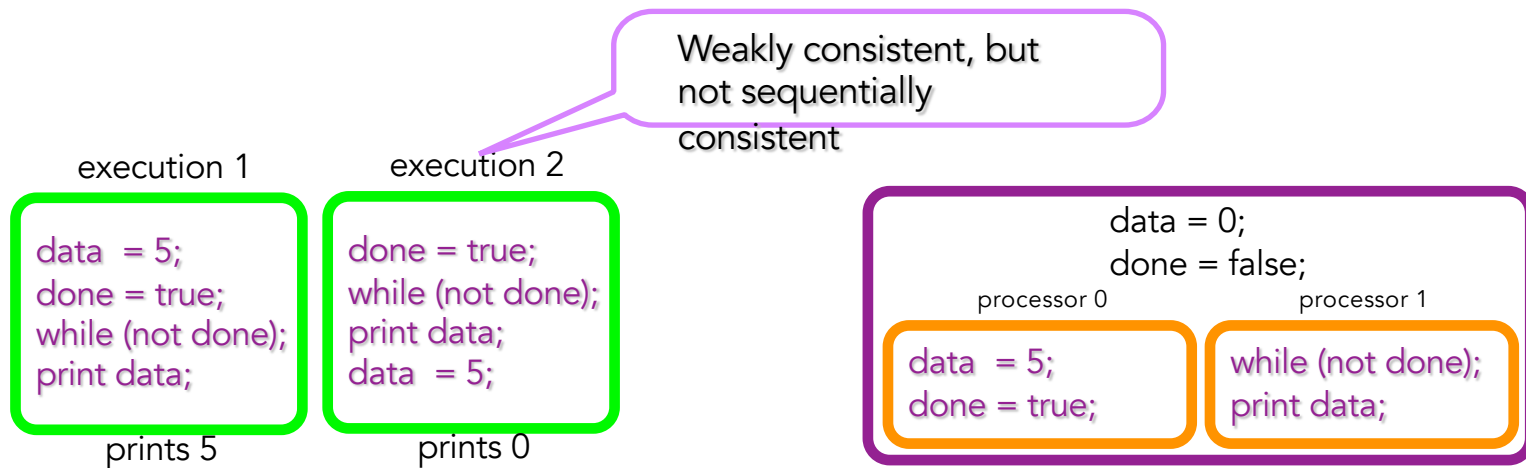 Weakly consistent, but
not sequentially
consistent
execution 1
data = 5;
done = true;
while (not done);
print data;
prints 5
execution 2
done = true;
while (not done);
print data;
data = 5;
prints 0
data = 0;
done = false;
processor 0
data = 5;
done = true;
processor 1
while (not done);
print data;